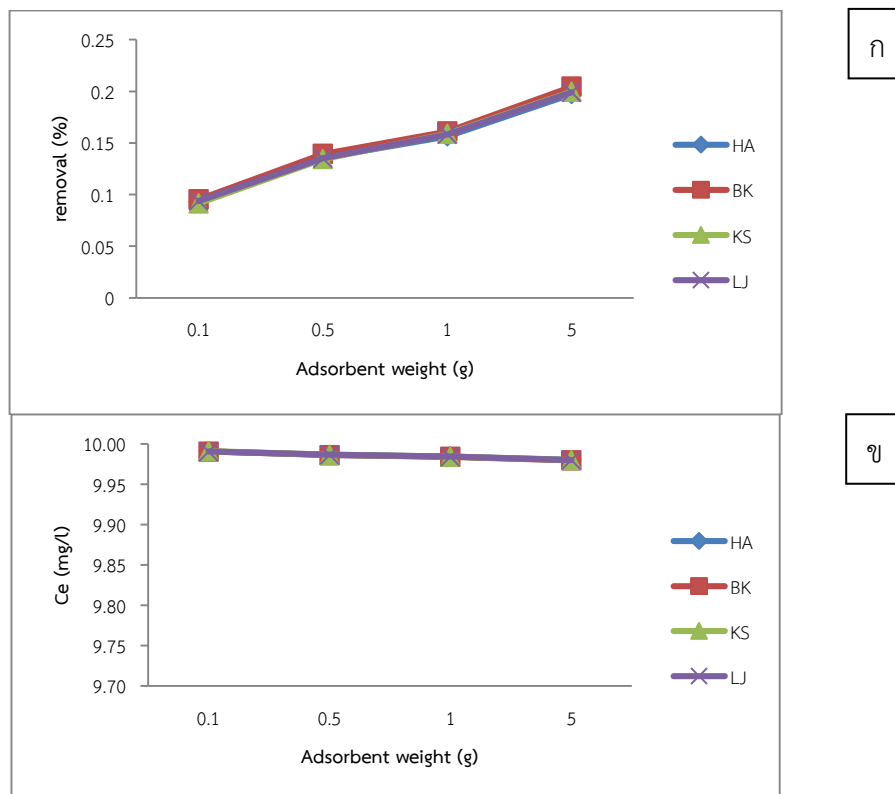 ก
0.25
0.2
0.15
0.1
0.05
0
removal (%)
0.1 0.5 1 5
Adsorbent weight (g)
HA
BK
KS
LJ
ข
10.00
9.95
9.90
9.85
9.80
9.75
9.70
Ce (mg/l)
0.1 0.5 1 5
Adsorbent weight (g)
HA
BK
KS
LJ